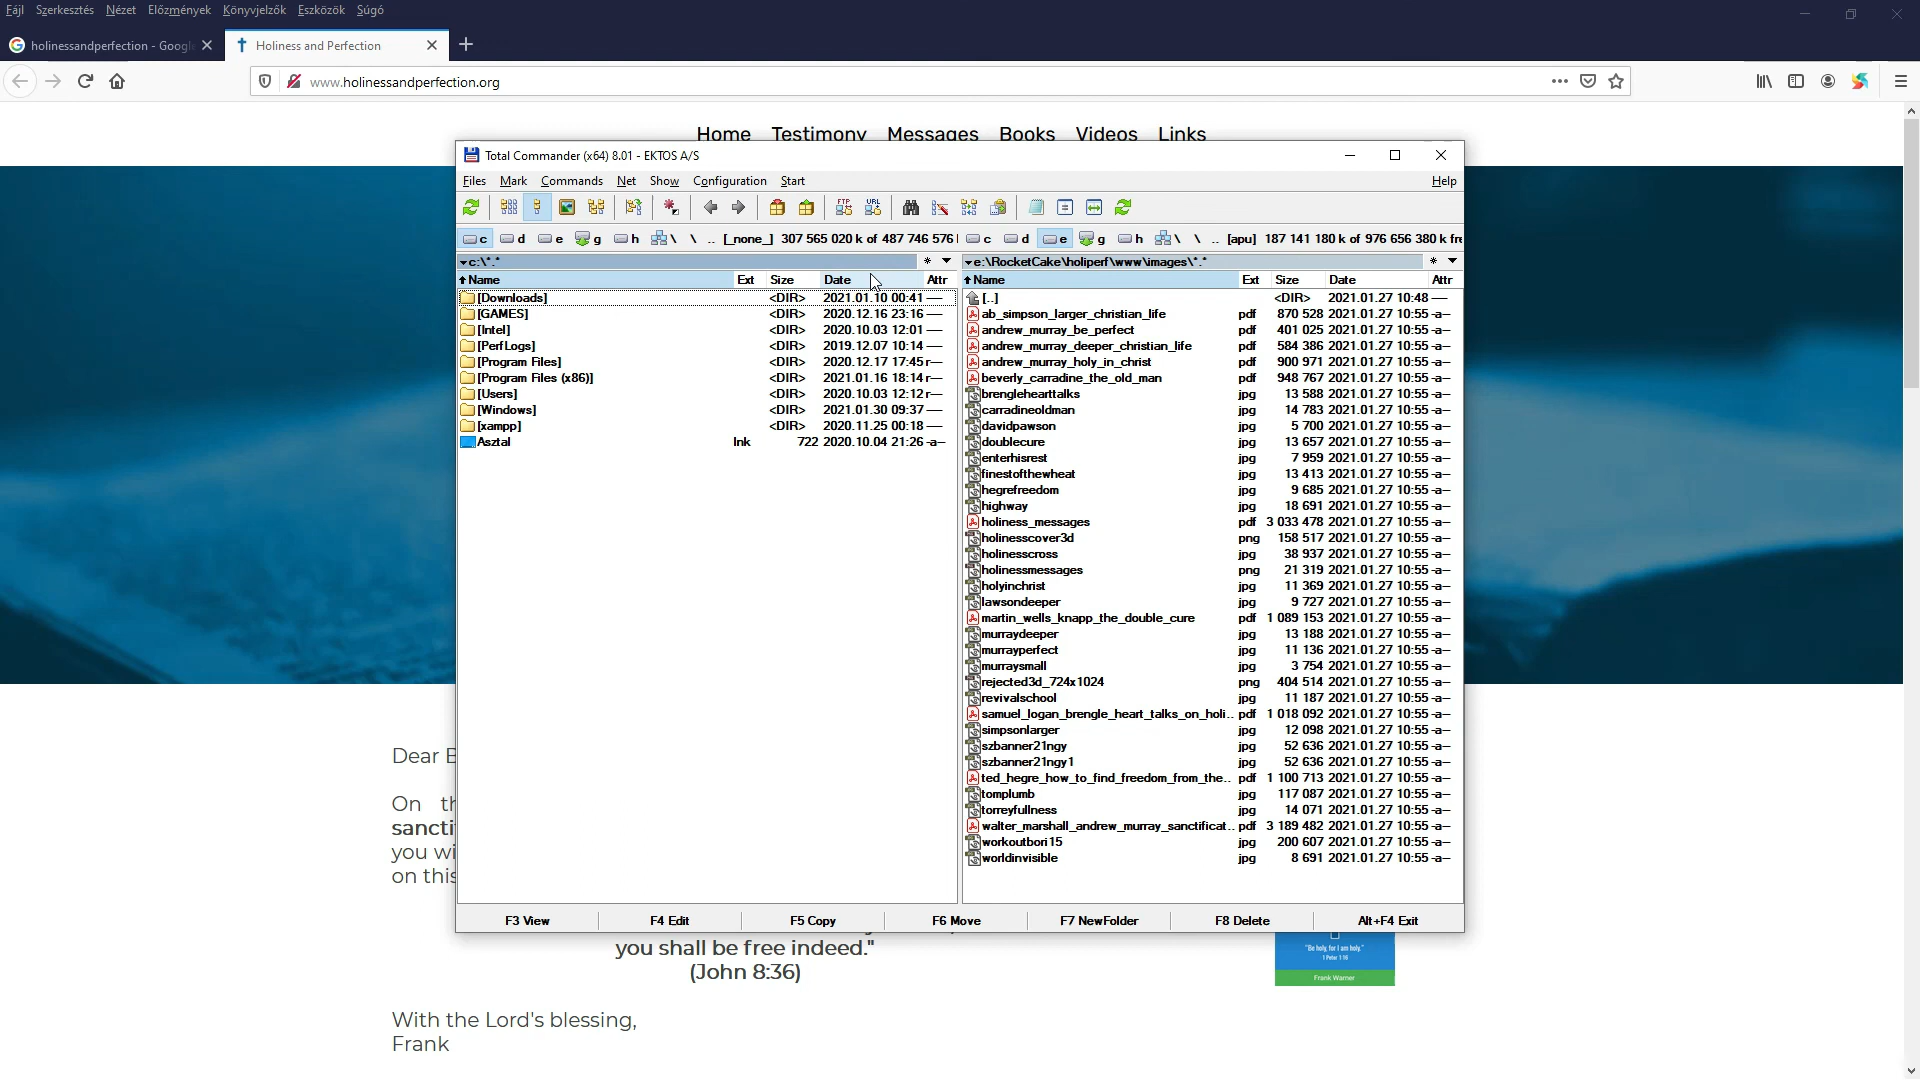 Fájl Szerkesztés Nézet Előzmények Könyvjelzők Eszközök Súgó
holinessandperfection - Googl
Holiness and Perfection
www.holinessandperfection.org
Home Testimony Messages Books Videos Links
Total Commander (x64) 8.01 - EKTOS A/S
Files Mark Commands Net Show Configuration Start Help
FTP URL
c d e g h \ \ .. [_none_] 307 565 020 k of 487 746 576 c d e g h \ \ .. [apu] 187 141 180 k of 976 656 380 k fre
c:\*.* * e:\RocketCake\holiperf\www\images\*.* *
Name Ext Size Date Attr
[Downloads] <DIR> 2021.01.10 00:41 ----
[GAMES] <DIR> 2020.12.16 23:16 ----
[Intel] <DIR> 2020.10.03 12:01 ----
[PerfLogs] <DIR> 2019.12.07 10:14 ----
[Program Files] <DIR> 2020.12.17 17:45 r---
[Program Files (x86)] <DIR> 2021.01.16 18:14 r---
[Users] <DIR> 2020.10.03 12:12 r---
[Windows] <DIR> 2021.01.30 09:37 ----
[xampp] <DIR> 2020.11.25 00:18 ----
Asztal lnk 722 2020.10.04 21:26 -a--
Name Ext Size Date Attr
[..] <DIR> 2021.01.27 10:48 ----
ab_simpson_larger_christian_life pdf 870 528 2021.01.27 10:55 -a--
andrew_murray_be_perfect pdf 401 025 2021.01.27 10:55 -a--
andrew_murray_deeper_christian_life pdf 584 386 2021.01.27 10:55 -a--
andrew_murray_holy_in_christ pdf 900 971 2021.01.27 10:55 -a--
beverly_carradine_the_old_man pdf 948 767 2021.01.27 10:55 -a--
brenglehearttalks jpg 13 588 2021.01.27 10:55 -a--
carradineoldman jpg 14 783 2021.01.27 10:55 -a--
davidpawson jpg 5 700 2021.01.27 10:55 -a--
doublecure jpg 13 657 2021.01.27 10:55 -a--
enterhisrest jpg 7 959 2021.01.27 10:55 -a--
finestofthewheat jpg 13 413 2021.01.27 10:55 -a--
hegrefreedom jpg 9 685 2021.01.27 10:55 -a--
highway jpg 18 691 2021.01.27 10:55 -a--
holiness_messages pdf 3 033 478 2021.01.27 10:55 -a--
holinesscover3d png 158 517 2021.01.27 10:55 -a--
holinesscross jpg 38 937 2021.01.27 10:55 -a--
holinessmessages png 21 319 2021.01.27 10:55 -a--
holyinchrist jpg 11 369 2021.01.27 10:55 -a--
lawsondeeper jpg 9 727 2021.01.27 10:55 -a--
martin_wells_knapp_the_double_cure pdf 1 089 153 2021.01.27 10:55 -a--
murraydeeper jpg 13 188 2021.01.27 10:55 -a--
murrayperfect jpg 11 136 2021.01.27 10:55 -a--
murraysmall jpg 3 754 2021.01.27 10:55 -a--
rejected3d_724x1024 png 404 514 2021.01.27 10:55 -a--
revivalschool jpg 11 187 2021.01.27 10:55 -a--
samuel_logan_brengle_heart_talks_on_holi.. pdf 1 018 092 2021.01.27 10:55 -a--
simpsonlarger jpg 12 098 2021.01.27 10:55 -a--
szbanner21ngy jpg 52 636 2021.01.27 10:55 -a--
szbanner21ngy1 jpg 52 636 2021.01.27 10:55 -a--
ted_hegre_how_to_find_freedom_from_the.. pdf 1 100 713 2021.01.27 10:55 -a--
tomplumb jpg 117 087 2021.01.27 10:55 -a--
torreyfullness jpg 14 071 2021.01.27 10:55 -a--
walter_marshall_andrew_murray_sanctificat.. pdf 3 189 482 2021.01.27 10:55 -a--
workoutbori15 jpg 200 607 2021.01.27 10:55 -a--
worldinvisible jpg 8 691 2021.01.27 10:55 -a--
F3 View F4 Edit F5 Copy F6 Move F7 NewFolder F8 Delete Alt+F4 Exit
Dear B
On th
sancti
you wi
on this
you shall be free indeed."
(John 8:36)
"Be holy, for I am holy."
1 Peter 1:16
Frank Warner
With the Lord's blessing,
Frank